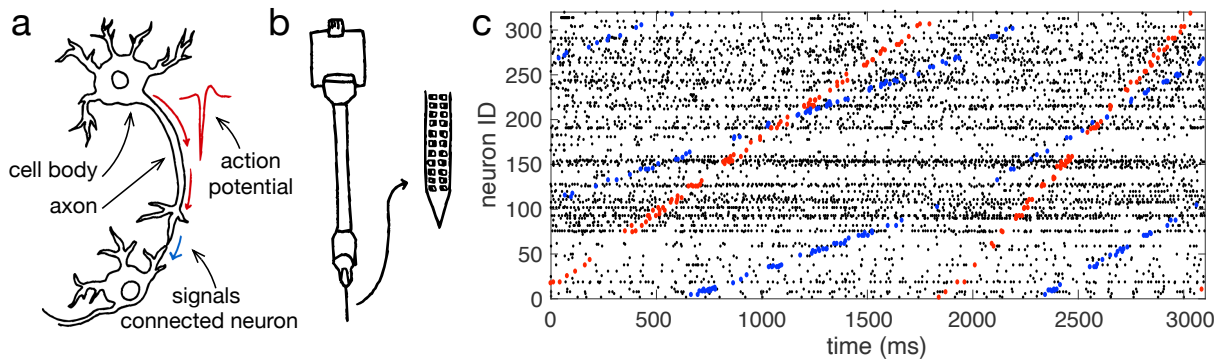 a
cell body
axon
action
potential
signals
connected neuron
b
c
neuron ID
300
250
200
150
100
50
0
0
500
1000
1500
2000
2500
3000
time (ms)